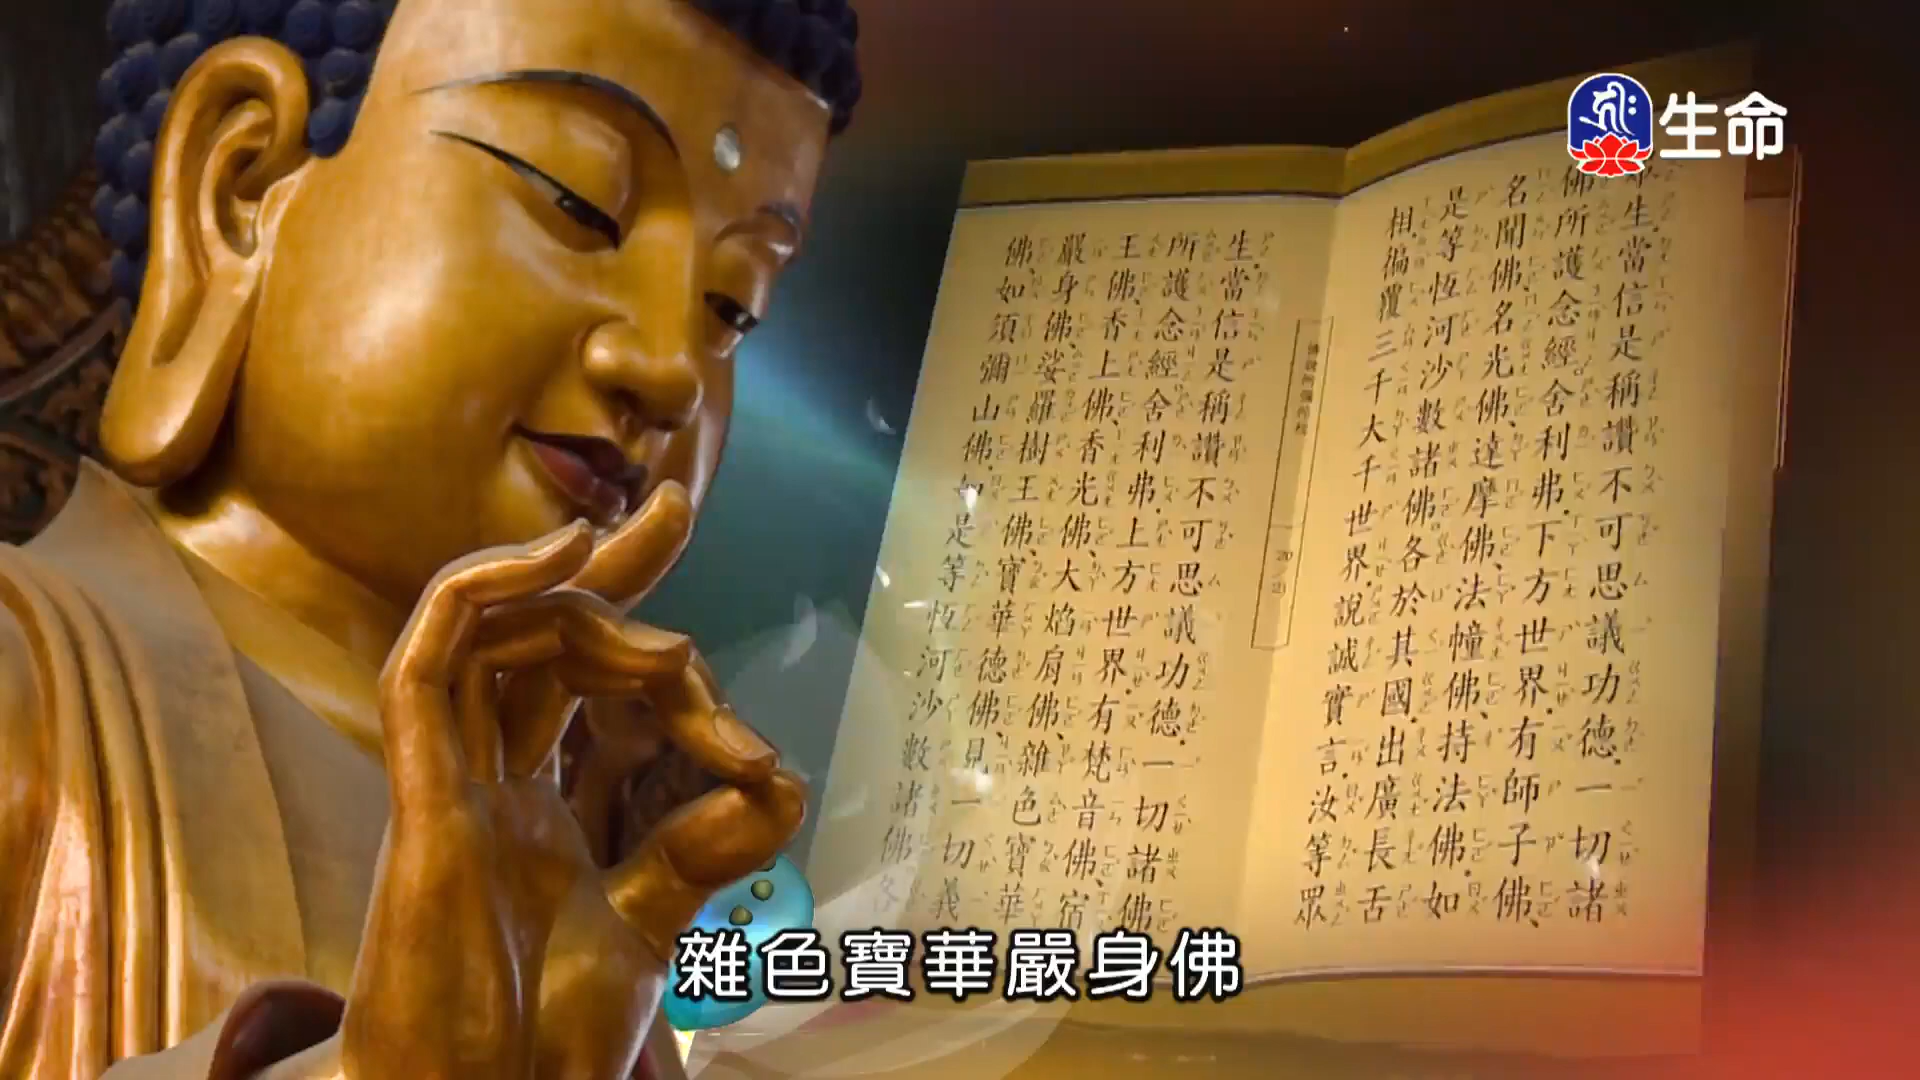 生命
眾生當信是稱讚不可思議功德一切諸
佛所護念經舍利弗下方世界有師子佛、
名聞佛、名光佛、達摩佛、法幢佛、持法佛如
是等恆河沙數諸佛各於其國出廣長舌
相徧覆三千大千世界說誠實言汝等眾
生當信是稱讚不可思議功德一切諸佛
所護念經舍利弗上方世界有梵音佛、宿
王佛、香上佛、香光佛、大焰肩佛、雜色寶華
嚴身佛、娑羅樹王佛、寶華德佛、見一切義
佛、如須彌山佛如是等恆河沙數諸佛各
雜色寶華嚴身佛